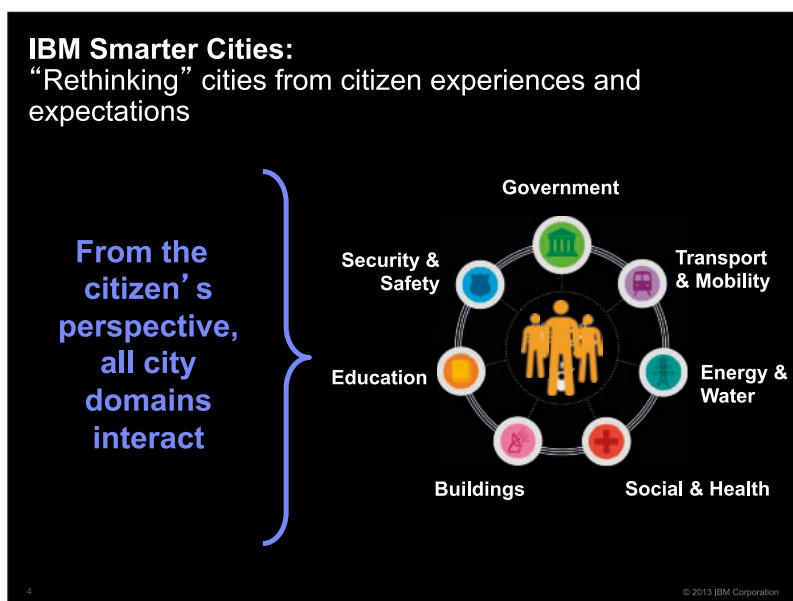 IBM Smarter Cities:
“Rethinking” cities from citizen experiences and
expectations
From the
citizen’s
perspective,
all city
domains
interact
Government
Security &
Safety
Transport
& Mobility
Education
Energy &
Water
Buildings
Social & Health
4
© 2013 IBM Corporation